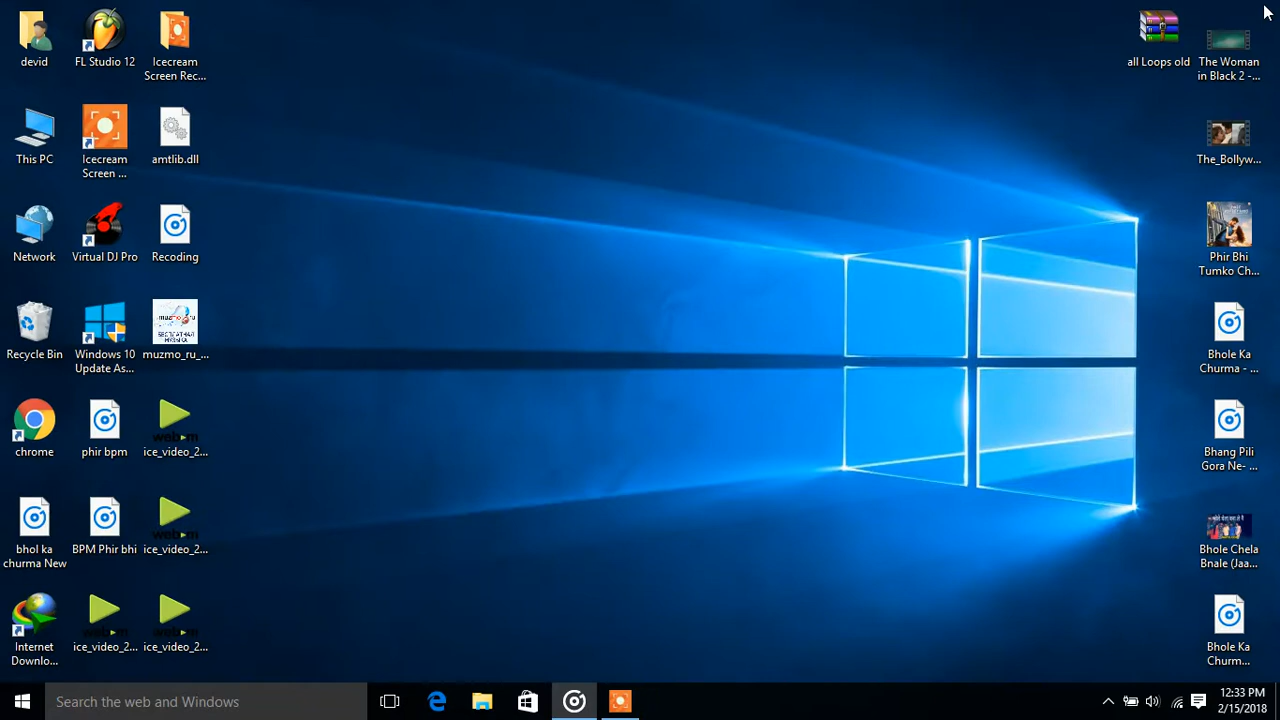 devid
FL Studio 12
Icecream
Screen Rec...
all Loops old
The Woman
in Black 2 -...
This PC
Icecream
Screen ...
amtlib.dll
The_Bollyw...
Network
Virtual DJ Pro
Recoding
Phir Bhi
Tumko Ch...
Recycle Bin
Windows 10
Update As...
muzmo_ru_...
Bhole Ka
Churma - ...
chrome
phir bpm
ice_video_2...
Bhang Pili
Gora Ne- ...
bhol ka
churma New
BPM Phir bhi
ice_video_2...
Bhole Chela
Bnale (Jaa...
Internet
Downlo...
ice_video_2...
ice_video_2...
Bhole Ka
Churm...
Search the web and Windows
12:33 PM
2/15/2018